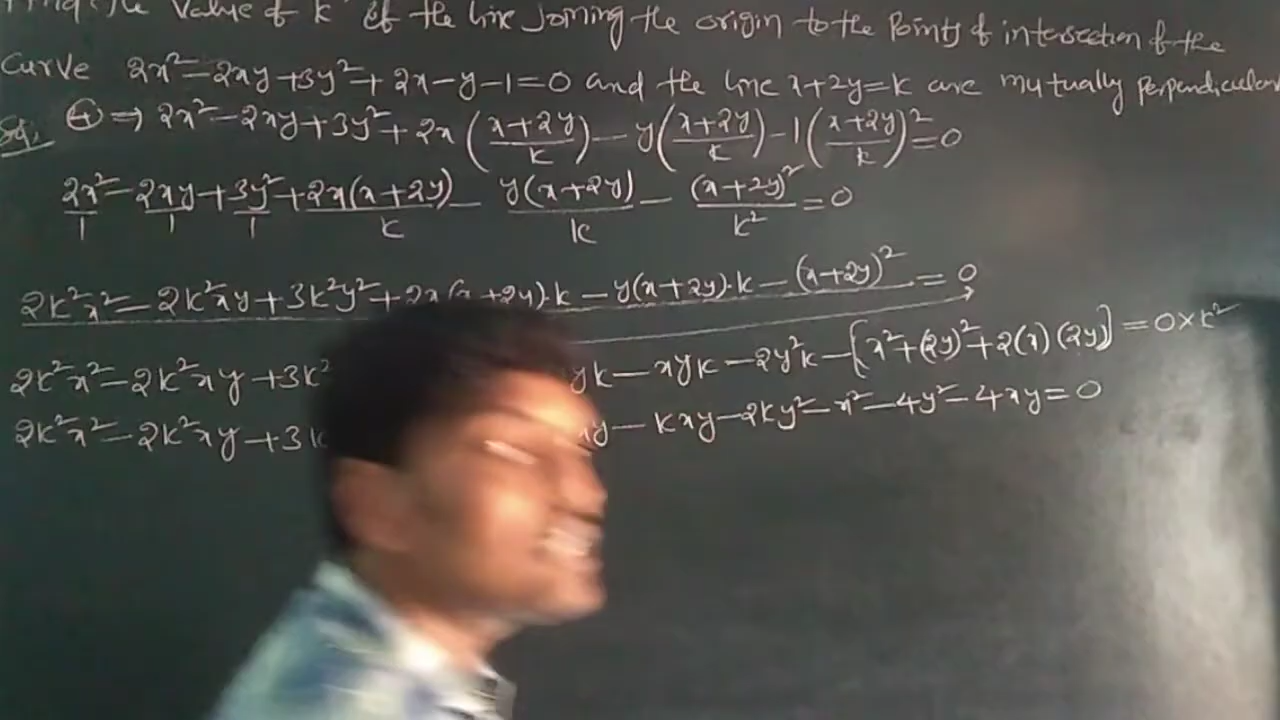 the value of k if the line joining the origin to the points of intersection of the
curve 2x² - 2xy + 3y² + 2x - y - 1 = 0 and the line x + 2y = k are mutually perpendicular
Sol, ⇒ 2x² - 2xy + 3y² + 2x ((x+2y)/k) - y ((x+2y)/k) - 1 ((x+2y)/k)² = 0
2x²/1 - 2xy/1 + 3y²/1 + 2x(x+2y)/k - y(x+2y)/k - (x+2y)²/k² = 0
2k²x² - 2k²xy + 3k²y² + 2x(x+2y).k - y(x+2y).k - (x+2y)² = 0
2k²x² - 2k²xy + 3k² yk - xyk - 2y²k - [x² + (2y)² + 2(x)(2y)] = 0×k²
2k²x² - 2k²xy + 3k xy - kxy - 2ky² - x² - 4y² - 4xy = 0